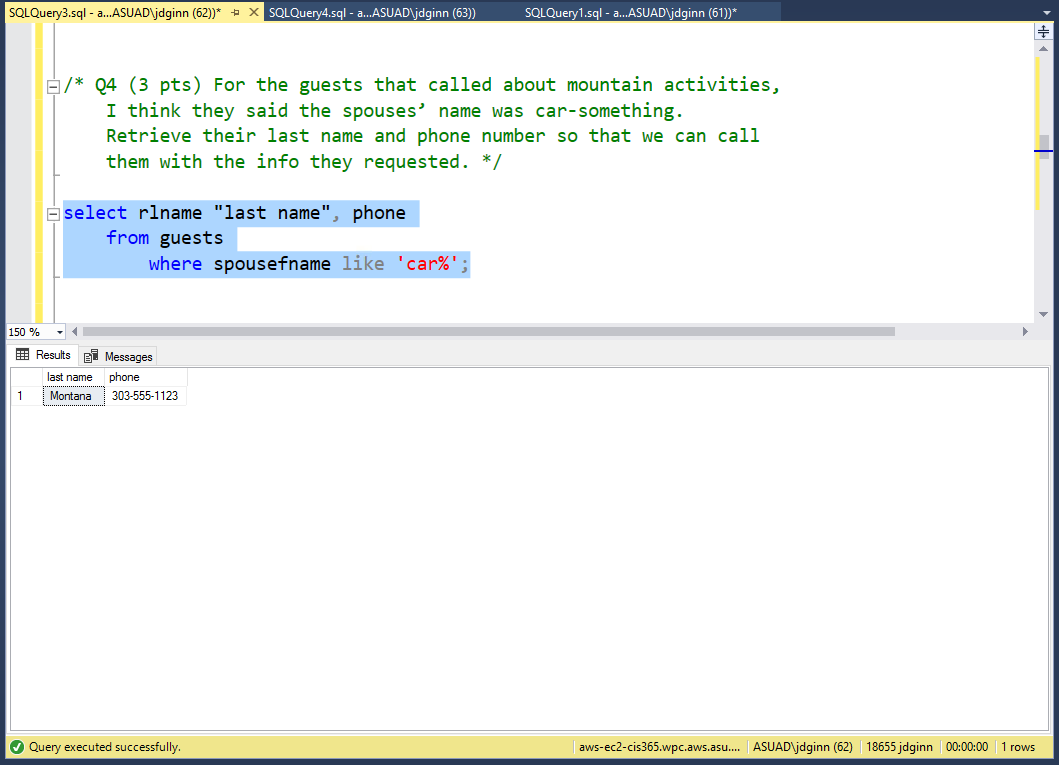 SQLQuery3.sql - a...ASUAD\jdginn (62))* SQLQuery4.sql - a...ASUAD\jdginn (63)) SQLQuery1.sql - a...ASUAD\jdginn (61))*
/* Q4 (3 pts) For the guests that called about mountain activities,
I think they said the spouses’ name was car-something.
Retrieve their last name and phone number so that we can call
them with the info they requested. */
select rlname "last name", phone
from guests
where spousefname like 'car%';
150 %
Results Messages
last name phone
1 Montana 303-555-1123
Query executed successfully. aws-ec2-cis365.wpc.aws.asu.... ASUAD\jdginn (62) 18655 jdginn 00:00:00 1 rows